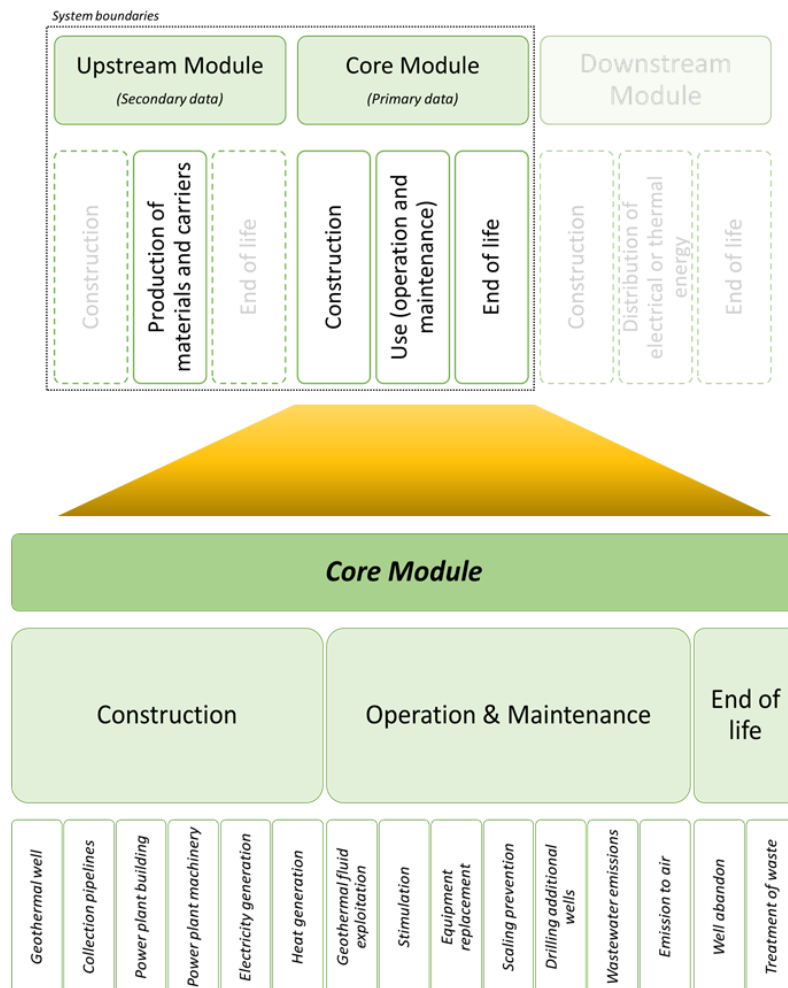 System boundaries
Upstream Module
(Secondary data)
Core Module
(Primary data)
Downstream
Module
Construction
Production of
materials and carriers
End of life
Construction
Use (operation and
maintenance)
End of life
Construction
Distribution of
electrical or thermal
energy
End of life
Core Module
Construction
Operation & Maintenance
End of
life
Geothermal well
Collection pipelines
Power plant building
Power plant machinery
Electricity generation
Heat generation
Geothermal fluid
exploitation
Stimulation
Equipment
replacement
Scaling prevention
Drilling additional
wells
Wastewater emissions
Emission to air
Well abandon
Treatment of waste